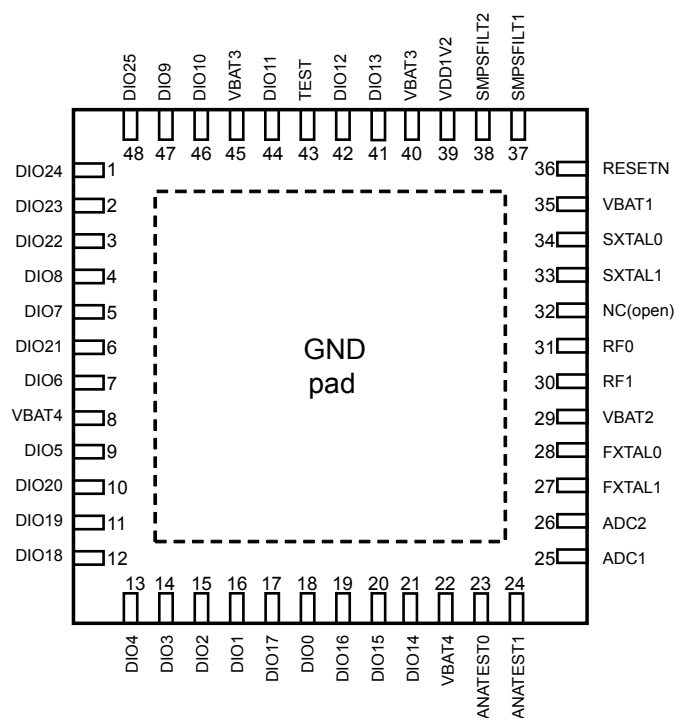 DIO25 DIO9 DIO10 VBAT3 DIO11 TEST DIO12 DIO13 VBAT3 VDD1V2 SMPSFILT2 SMPSFILT1
48 47 46 45 44 43 42 41 40 39 38 37
DIO24 1
DIO23 2
DIO22 3
DIO8 4
DIO7 5
DIO21 6
DIO6 7
VBAT4 8
DIO5 9
DIO20 10
DIO19 11
DIO18 12
GND
pad
36 RESETN
35 VBAT1
34 SXTAL0
33 SXTAL1
32 NC(open)
31 RF0
30 RF1
29 VBAT2
28 FXTAL0
27 FXTAL1
26 ADC2
25 ADC1
13 14 15 16 17 18 19 20 21 22 23 24
DIO4 DIO3 DIO2 DIO1 DIO17 DIO0 DIO16 DIO15 DIO14 VBAT4 ANATEST0 ANATEST1